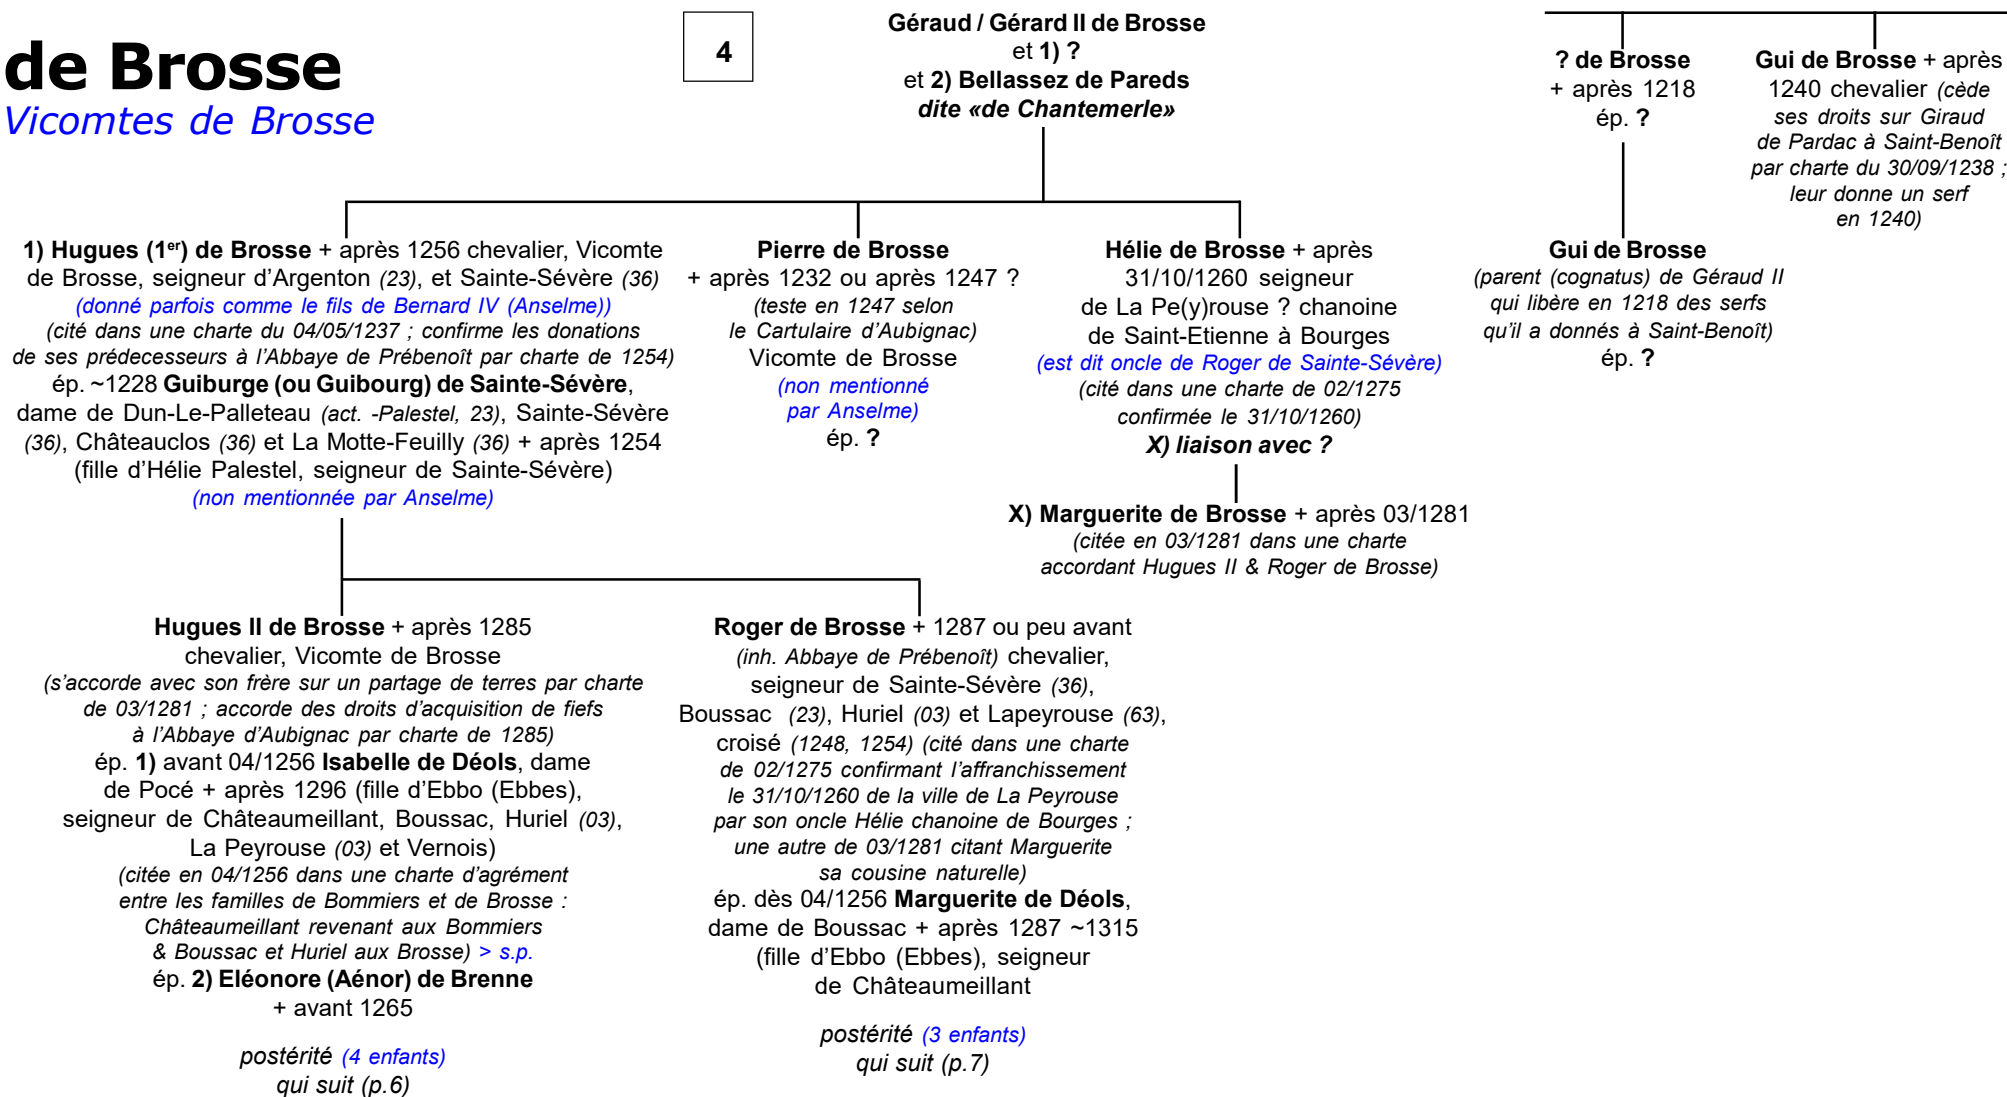 de Brosse
Vicomtes de Brosse
4
Géraud / Gérard II de Brosse
et 1) ?
et 2) Bellassez de Pareds
dite «de Chantemerle»
? de Brosse
+ après 1218
ép. ?
Gui de Brosse + après
1240 chevalier (cède
ses droits sur Giraud
de Pardac à Saint-Benoît
par charte du 30/09/1238 ;
leur donne un serf
en 1240)
1) Hugues (1er) de Brosse + après 1256 chevalier, Vicomte
de Brosse, seigneur d'Argenton (23), et Sainte-Sévère (36)
(donné parfois comme le fils de Bernard IV (Anselme))
(cité dans une charte du 04/05/1237 ; confirme les donations
de ses prédecesseurs à l'Abbaye de Prébenoît par charte de 1254)
ép. ~1228 Guiburge (ou Guibourg) de Sainte-Sévère,
dame de Dun-Le-Palleteau (act. -Palestel, 23), Sainte-Sévère
(36), Châteauclos (36) et La Motte-Feuilly (36) + après 1254
(fille d'Hélie Palestel, seigneur de Sainte-Sévère)
(non mentionnée par Anselme)
Pierre de Brosse
+ après 1232 ou après 1247 ?
(teste en 1247 selon
le Cartulaire d'Aubignac)
Vicomte de Brosse
(non mentionné
par Anselme)
ép. ?
Hélie de Brosse + après
31/10/1260 seigneur
de La Pe(y)rouse ? chanoine
de Saint-Etienne à Bourges
(est dit oncle de Roger de Sainte-Sévère)
(cité dans une charte de 02/1275
confirmée le 31/10/1260)
X) liaison avec ?
Gui de Brosse
(parent (cognatus) de Géraud II
qui libère en 1218 des serfs
qu'il a donnés à Saint-Benoît)
ép. ?
X) Marguerite de Brosse + après 03/1281
(citée en 03/1281 dans une charte
accordant Hugues II & Roger de Brosse)
Hugues II de Brosse + après 1285
chevalier, Vicomte de Brosse
(s'accorde avec son frère sur un partage de terres par charte
de 03/1281 ; accorde des droits d'acquisition de fiefs
à l'Abbaye d'Aubignac par charte de 1285)
ép. 1) avant 04/1256 Isabelle de Déols, dame
de Pocé + après 1296 (fille d'Ebbo (Ebbes),
seigneur de Châteaumeillant, Boussac, Huriel (03),
La Peyrouse (03) et Vernois)
(citée en 04/1256 dans une charte d'agrément
entre les familles de Bommiers et de Brosse :
Châteaumeillant revenant aux Bommiers
& Boussac et Huriel aux Brosse) > s.p.
ép. 2) Eléonore (Aénor) de Brenne
+ avant 1265
postérité (4 enfants)
qui suit (p.6)
Roger de Brosse + 1287 ou peu avant
(inh. Abbaye de Prébenoît) chevalier,
seigneur de Sainte-Sévère (36),
Boussac (23), Huriel (03) et Lapeyrouse (63),
croisé (1248, 1254) (cité dans une charte
de 02/1275 confirmant l'affranchissement
le 31/10/1260 de la ville de La Peyrouse
par son oncle Hélie chanoine de Bourges ;
une autre de 03/1281 citant Marguerite
sa cousine naturelle)
ép. dès 04/1256 Marguerite de Déols,
dame de Boussac + après 1287 ~1315
(fille d'Ebbo (Ebbes), seigneur
de Châteaumeillant
postérité (3 enfants)
qui suit (p.7)